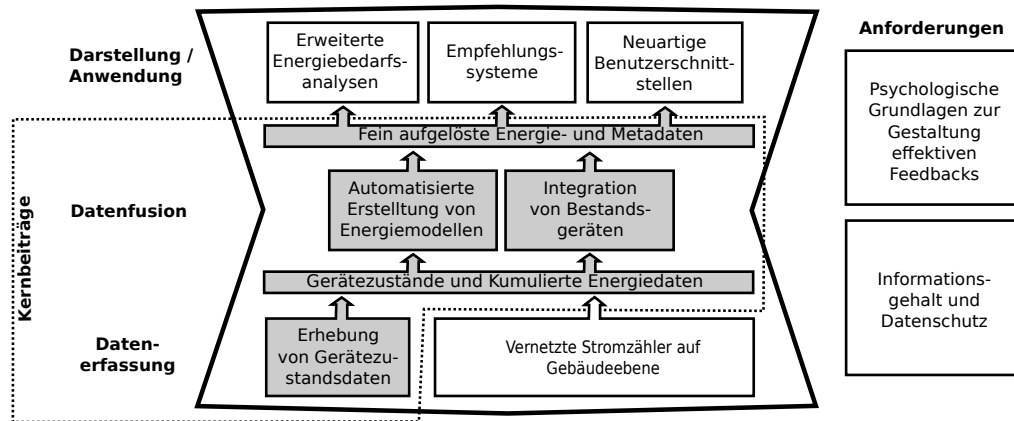 Darstellung /
Anwendung
Erweiterte
Energiebedarfs-
analysen
Empfehlungs-
systeme
Neuartige
Benutzerschnitt-
stellen
Fein aufgelöste Energie- und Metadaten
Kernbeiträge
Datenfusion
Automatisierte
Erstelltung von
Energiemodellen
Integration
von Bestands-
geräten
Gerätezustände und Kumulierte Energiedaten
Daten-
erfassung
Erhebung
von Gerätezu-
standsdaten
Vernetzte Stromzähler auf
Gebäudeebene
Anforderungen
Psychologische
Grundlagen zur
Gestaltung
effektiven
Feedbacks
Informations-
gehalt und
Datenschutz